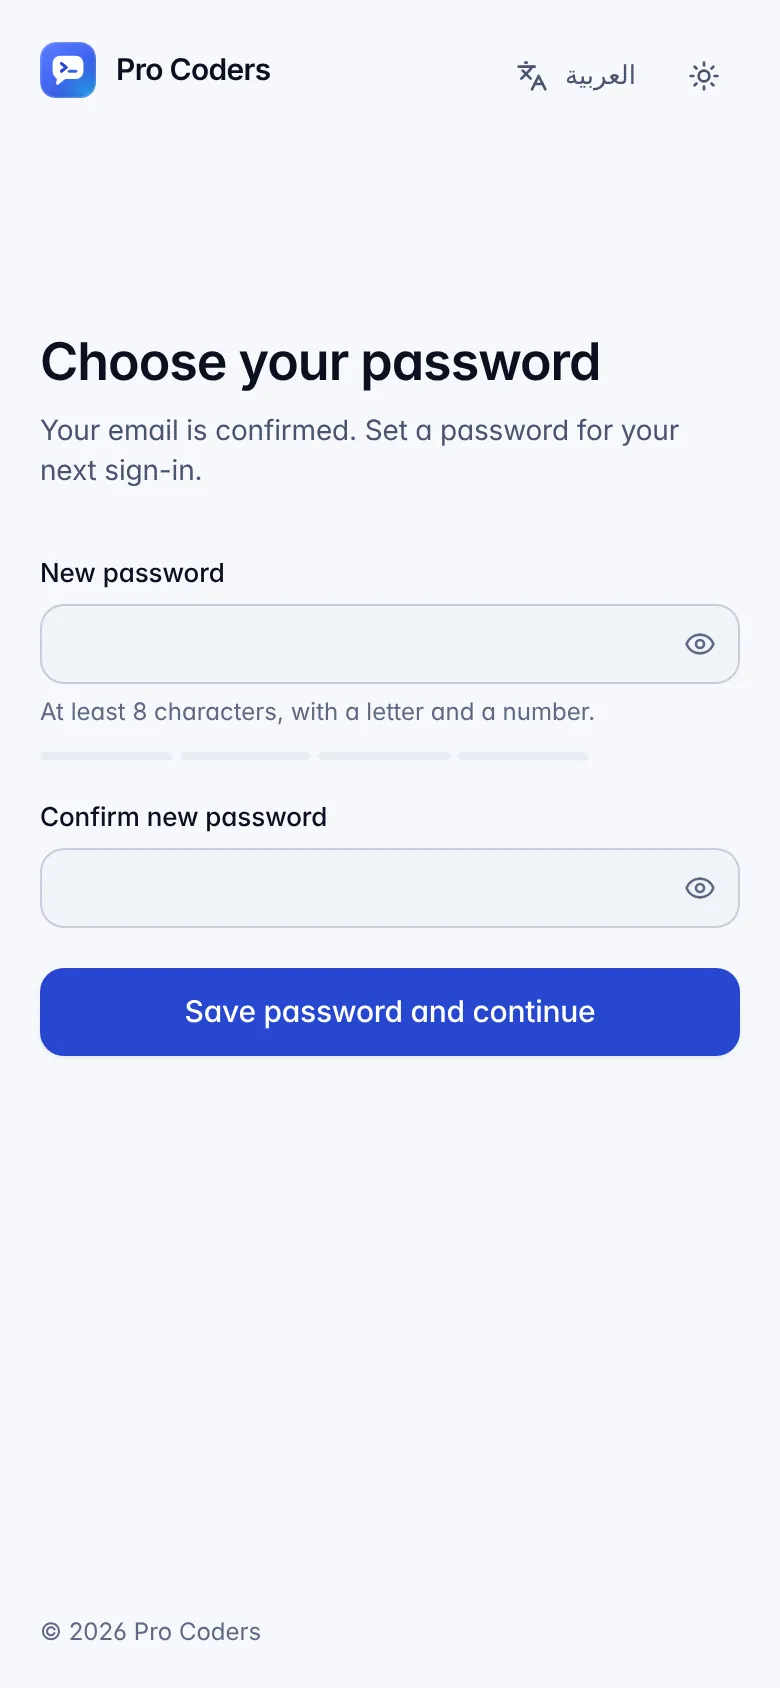 Pro Coders
العربية
Choose your password
Your email is confirmed. Set a password for your
next sign-in.
New password
At least 8 characters, with a letter and a number.
Confirm new password
Save password and continue
© 2026 Pro Coders